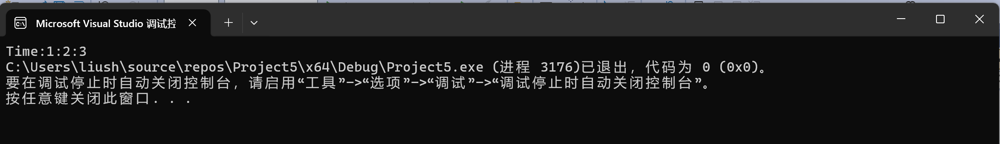 Microsoft Visual Studio 调试控
Time:1:2:3
C:\Users\liush\source\repos\Project5\x64\Debug\Project5.exe (进程 3176)已退出，代码为 0 (0x0)。
要在调试停止时自动关闭控制台，请启用“工具”->“选项”->“调试”->“调试停止时自动关闭控制台”。
按任意键关闭此窗口. . .